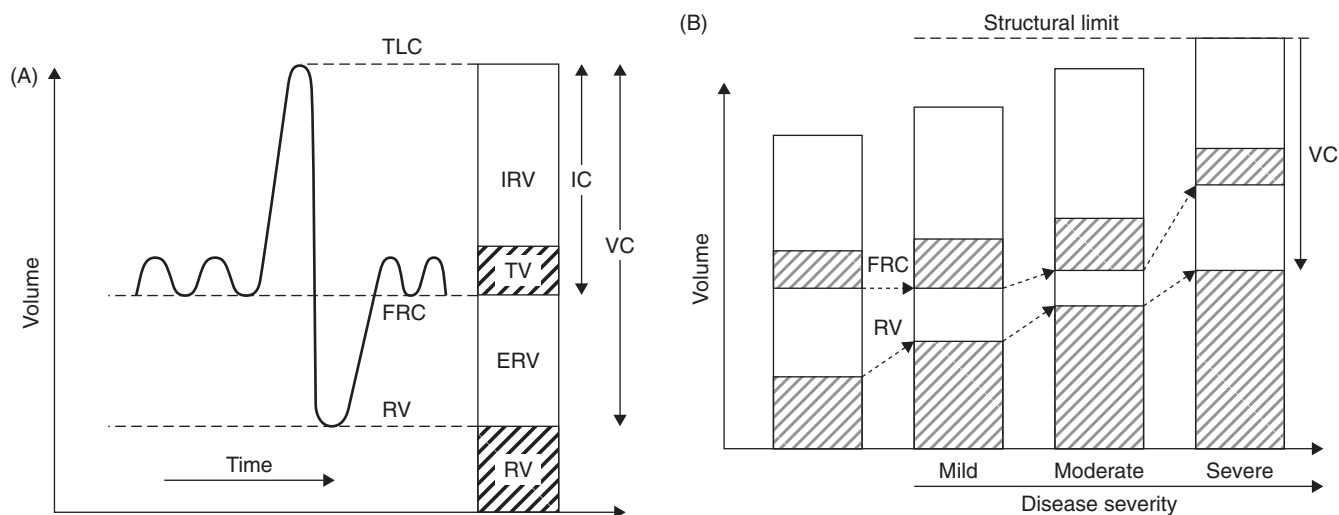 (A)
TLC
Volume
IRV
IC
TV
VC
FRC
ERV
RV
RV
Time
(B)
Structural limit
VC
Volume
FRC
RV
Mild Moderate Severe
Disease severity